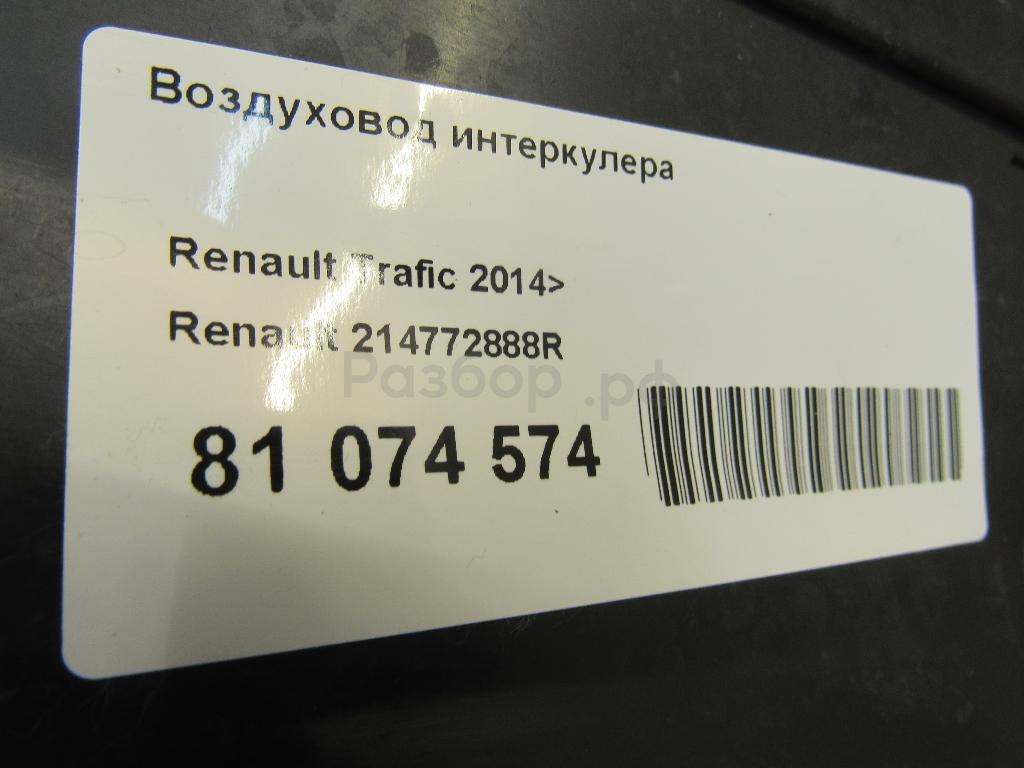 Воздуховод интеркулера
Renault Trafic 2014>
Renault 214772888R
Разбор.рф
81 074 574